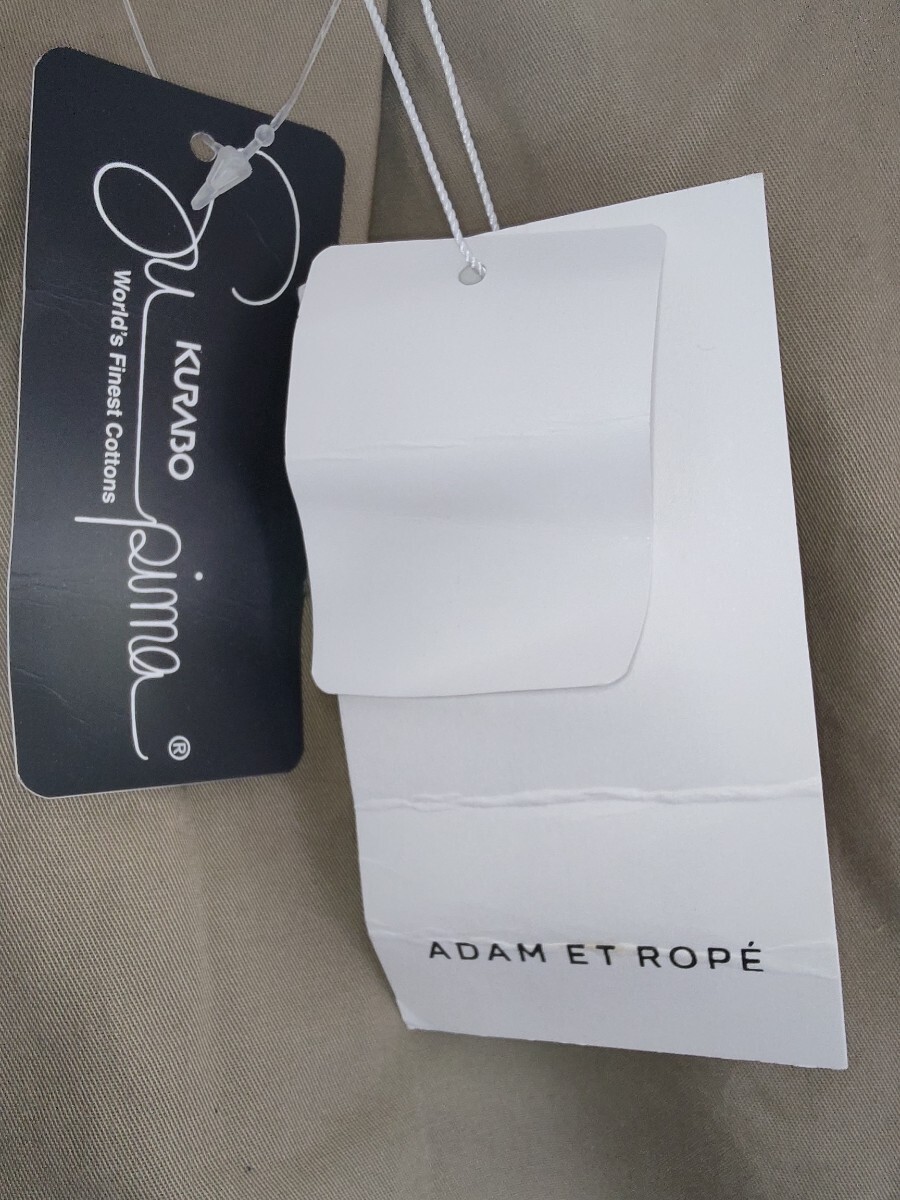 KURABO
Supima®
World's Finest Cottons
ADAM ET ROPÉ